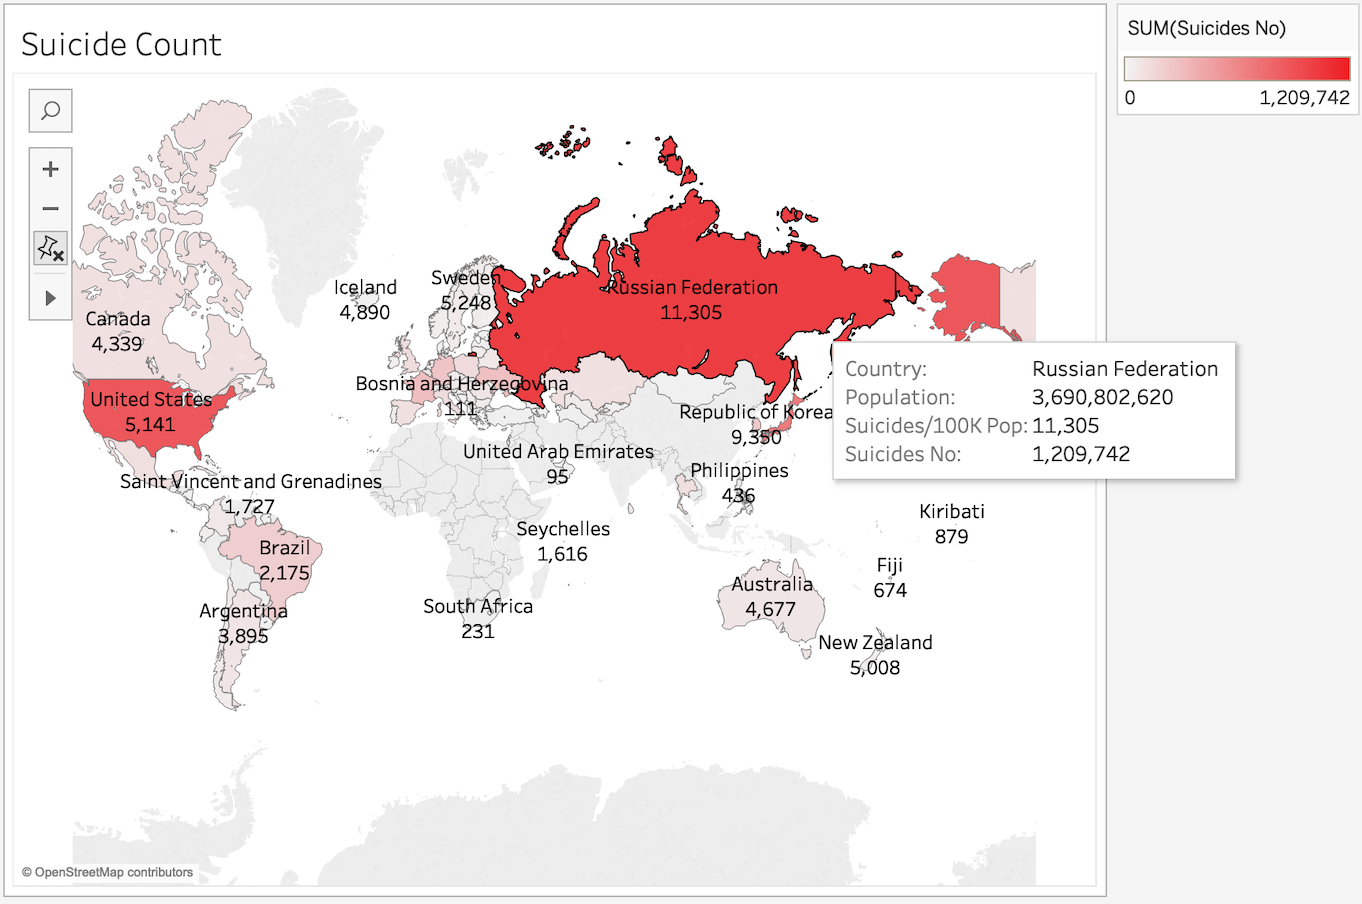 Suicide Count
SUM(Suicides No)
0 1,209,742
Iceland
4,890
Sweden
5,248
Russian Federation
11,305
Canada
4,339
United States
5,141
Bosnia and Herzegovina
111
Republic of Korea
9,350
Country: Russian Federation
Population: 3,690,802,620
Suicides/100K Pop: 11,305
Suicides No: 1,209,742
United Arab Emirates
95
Philippines
436
Saint Vincent and Grenadines
1,727
Kiribati
879
Seychelles
1,616
Brazil
2,175
Fiji
674
Australia
4,677
South Africa
231
Argentina
3,895
New Zealand
5,008
© OpenStreetMap contributors